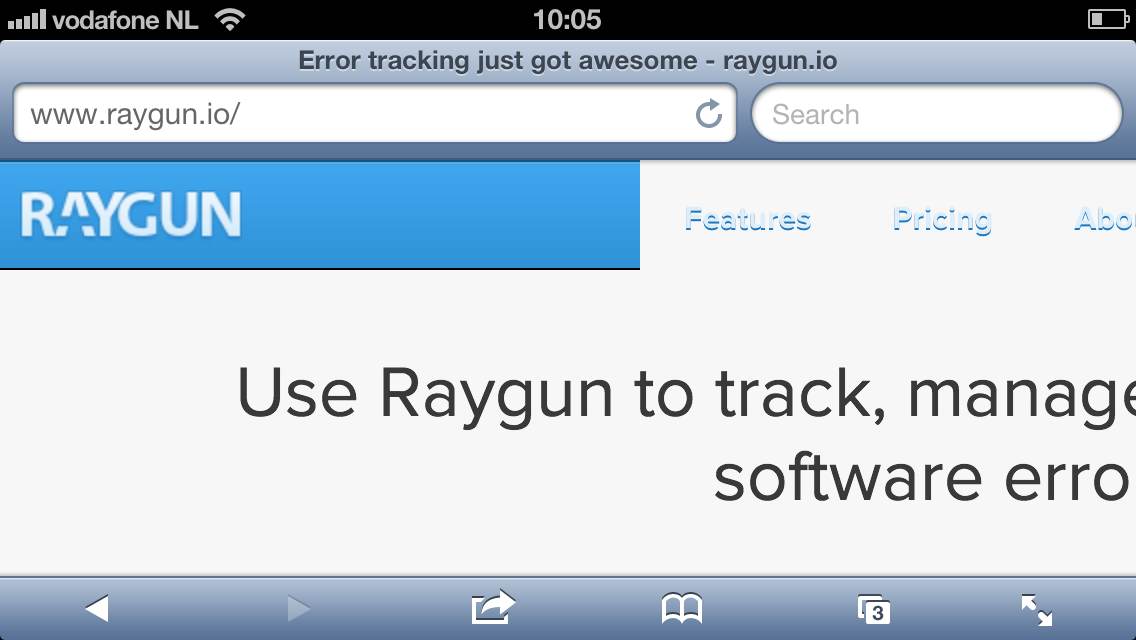 vodafone NL 10:05
Error tracking just got awesome - raygun.io
www.raygun.io/ Search
RAYGUN Features Pricing Abo
Use Raygun to track, manage
software erro
3